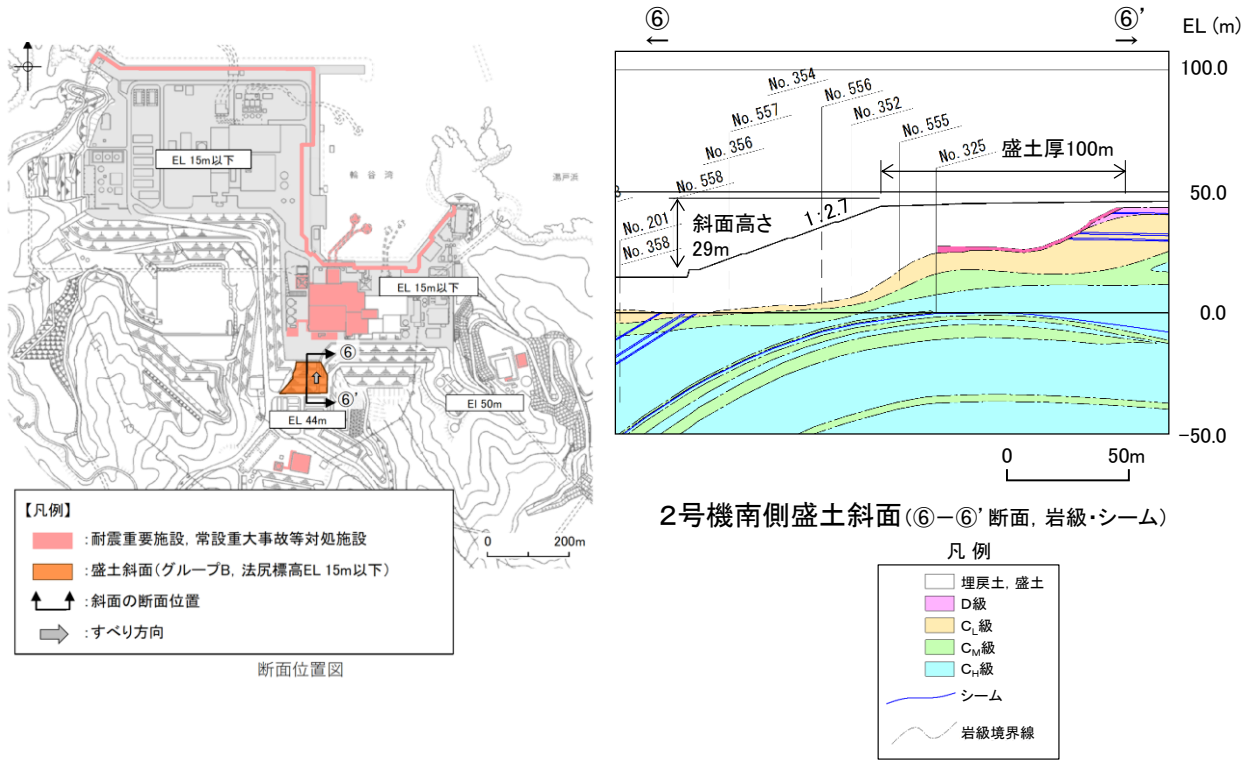 EL 15m以下
輪谷湾
EL 15m以下
⑥
⑥’
EL 44m
El 50m
0 200m
【凡例】
:耐震重要施設，常設重大事故等対処施設
:盛土斜面(グループB，法尻標高EL 15m以下)
:斜面の断面位置
:すべり方向
断面位置図
⑥
⑥’
EL (m)
100.0
50.0
0.0
-50.0
No. 354
No. 556
No. 557
No. 352
No. 356
No. 555
No. 558
No. 325
No. 201
No. 358
盛土厚100m
1：2.7
斜面高さ
29m
0 50m
2号機南側盛土斜面(⑥－⑥’断面，岩級・シーム)
凡 例
埋戻土，盛土
D級
CL級
CM級
CH級
シーム
岩級境界線